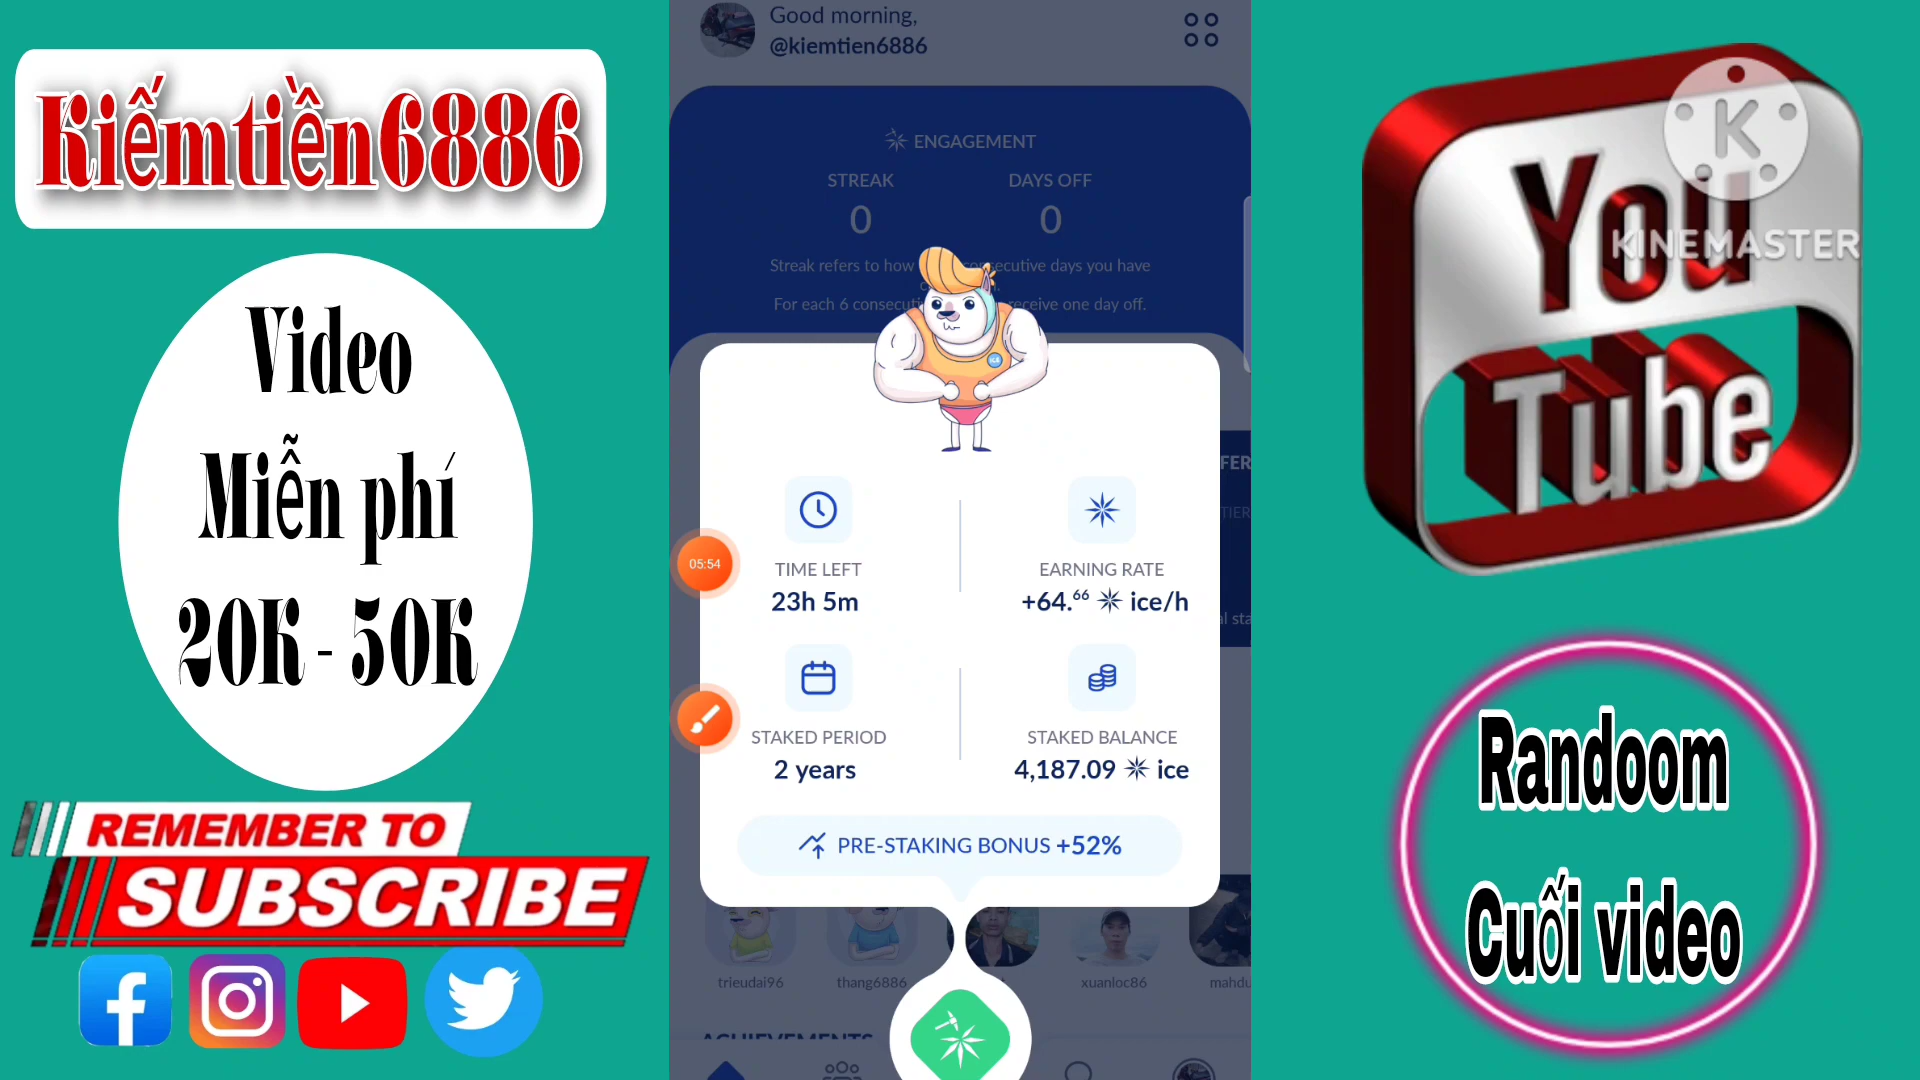 Kiếmtiền6886
Video
Miễn phí
20K - 50K
REMEMBER TO
SUBSCRIBE
Good morning,
@kiemtien6886
ENGAGEMENT
STREAK
DAYS OFF
0
0
Streak refers to how
consecutive days you have
For each 6
receive one day off.
TIME LEFT
23h 5m
EARNING RATE
+64.66 ice/h
05:54
STAKED PERIOD
2 years
STAKED BALANCE
4,187.09 ice
PRE-STAKING BONUS +52%
trieudai96
thang6886
xuanloc86
mahdu
ACHIEVEMENTS
You
Tube
K
KINEMASTER
Randoom
Cuối video